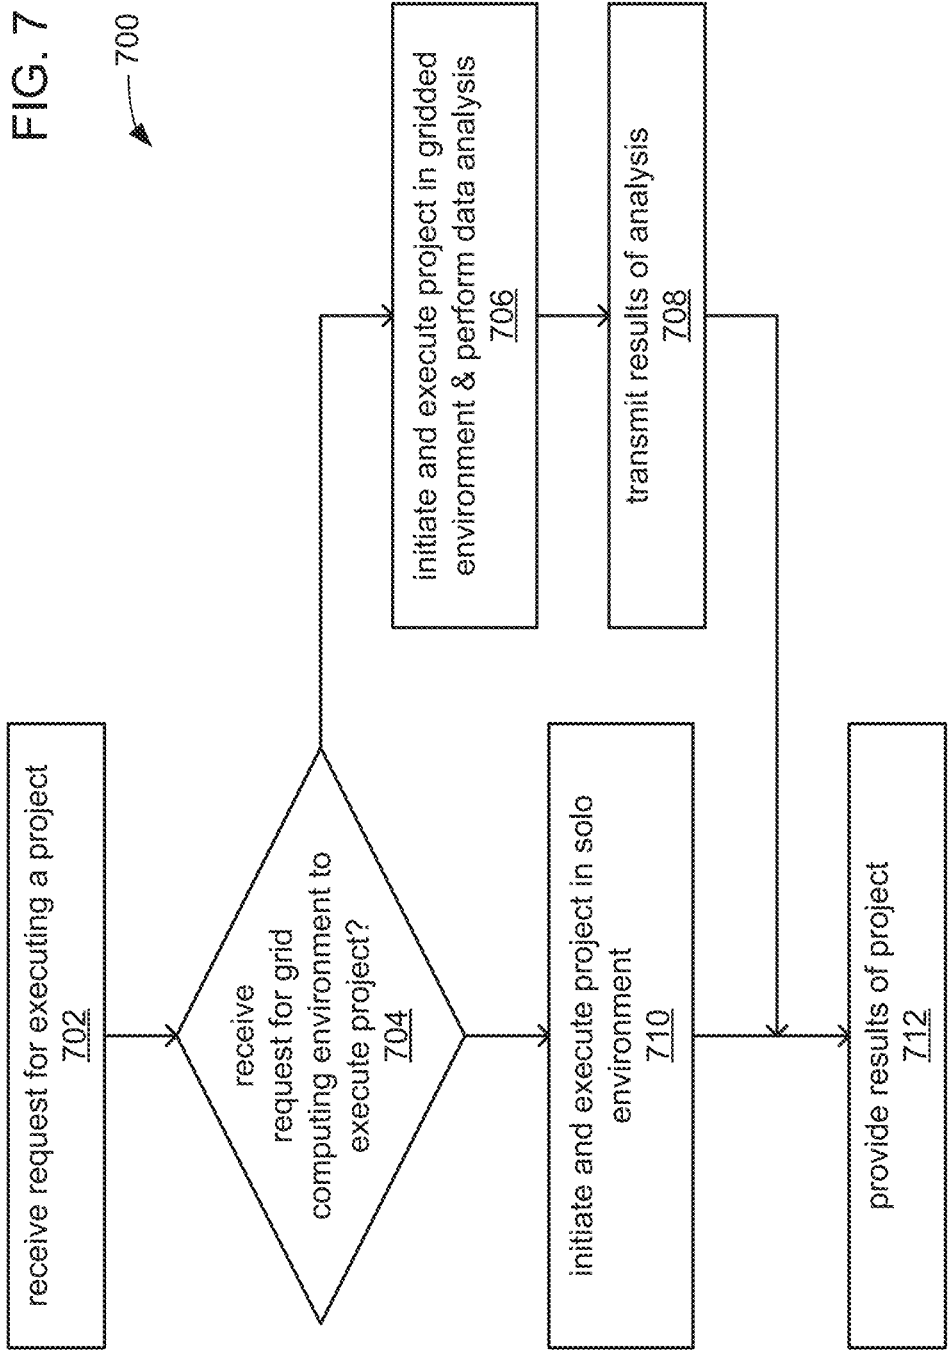 FIG. 7
700
receive request for executing a project
702
receive
request for grid
computing environment to
execute project?
704
initiate and execute project in gridded
environment & perform data analysis
706
transmit results of analysis
708
initiate and execute project in solo
environment
710
provide results of project
712